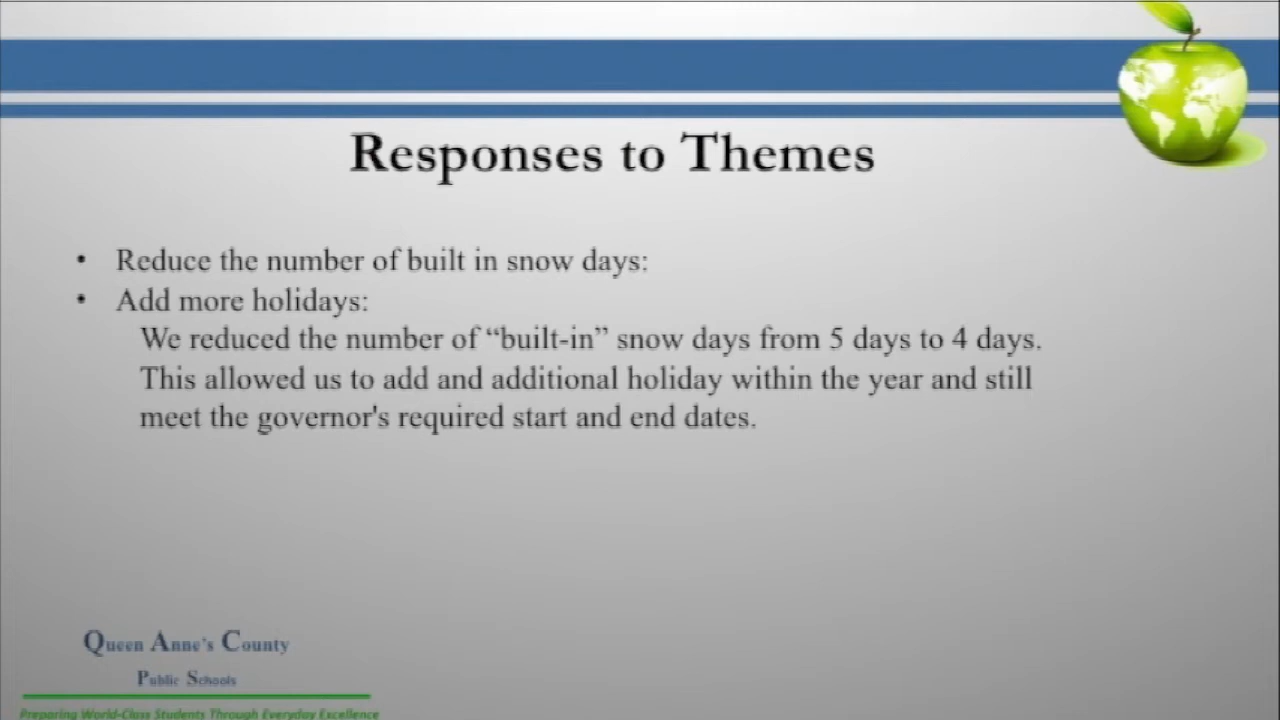 Responses to Themes
• Reduce the number of built in snow days:
• Add more holidays:
We reduced the number of “built-in” snow days from 5 days to 4 days.
This allowed us to add and additional holiday within the year and still
meet the governor's required start and end dates.
Queen Anne's County
Public Schools
Preparing World-Class Students Through Everyday Excellence